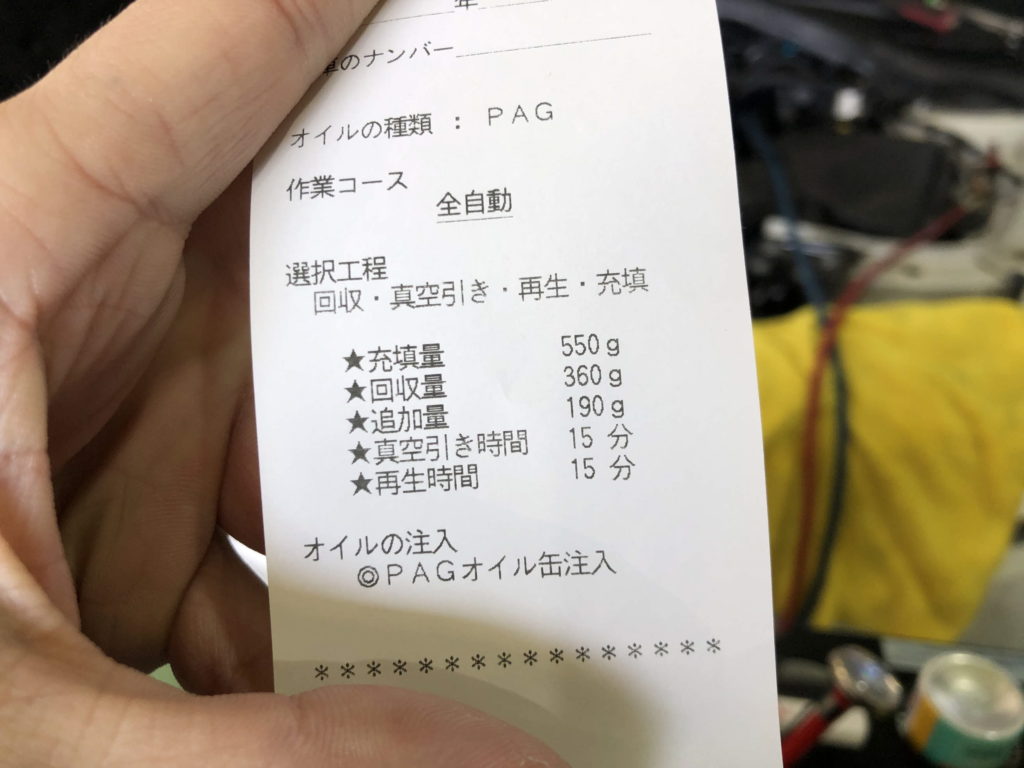 年
車のナンバー
オイルの種類 : PAG
作業コース
全自動
選択工程
回収・真空引き・再生・充填
★充填量 550g
★回収量 360g
★追加量 190g
★真空引き時間 15 分
★再生時間 15 分
オイルの注入
◎PAGオイル缶注入
****************